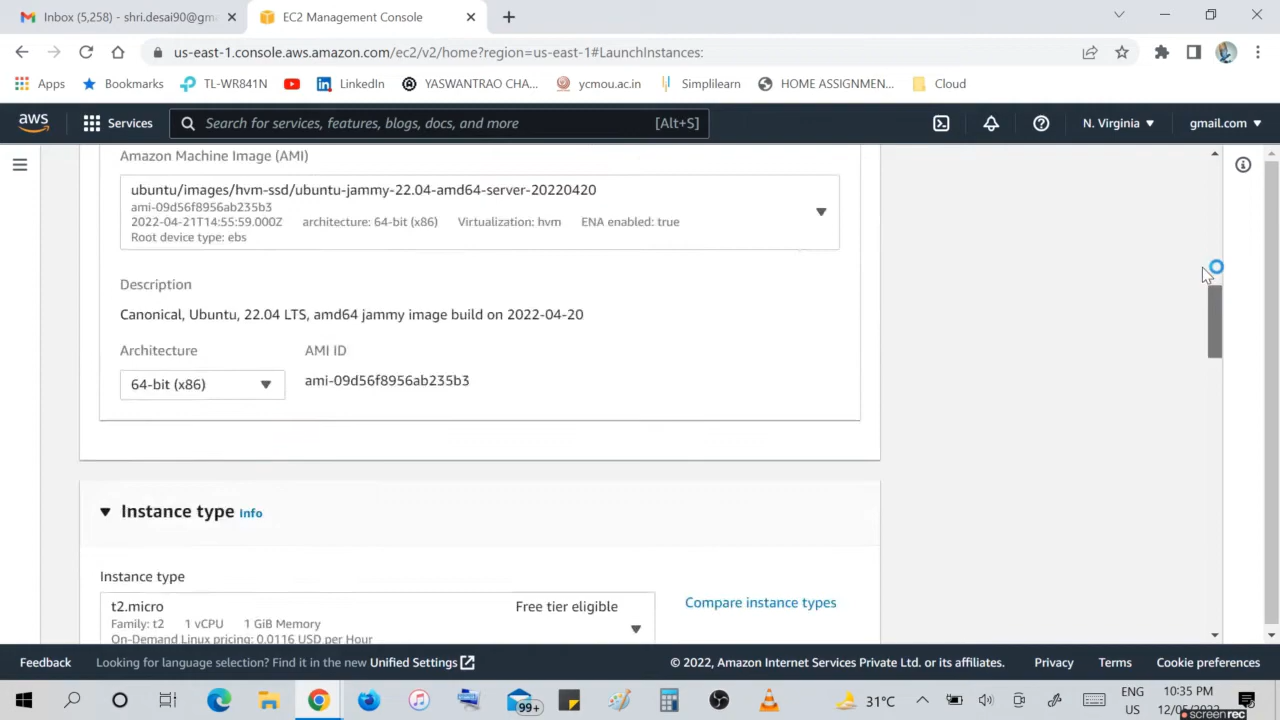 Inbox (5,258) - shri.desai90@gm
EC2 Management Console
us-east-1.console.aws.amazon.com/ec2/v2/home?region=us-east-1#LaunchInstances:
Apps
Bookmarks
TL-WR841N
LinkedIn
YASWANTRAO CHA...
ycmou.ac.in
Simplilearn
HOME ASSIGNMEN...
Cloud
aws
Services
Search for services, features, blogs, docs, and more
[Alt+S]
N. Virginia
gmail.com
Amazon Machine Image (AMI)
ubuntu/images/hvm-ssd/ubuntu-jammy-22.04-amd64-server-20220420
ami-09d56f8956ab235b3
2022-04-21T14:55:59.000Z architecture: 64-bit (x86) Virtualization: hvm ENA enabled: true
Root device type: ebs
Description
Canonical, Ubuntu, 22.04 LTS, amd64 jammy image build on 2022-04-20
Architecture AMI ID
64-bit (x86) ami-09d56f8956ab235b3
Instance type Info
Instance type
t2.micro Free tier eligible
Family: t2 1 vCPU 1 GiB Memory
On-Demand Linux pricing: 0.0116 USD per Hour
Compare instance types
Feedback
Looking for language selection? Find it in the new Unified Settings
© 2022, Amazon Internet Services Private Ltd. or its affiliates.
Privacy
Terms
Cookie preferences
99+
31°C
ENG
US
10:35 PM
screenrec